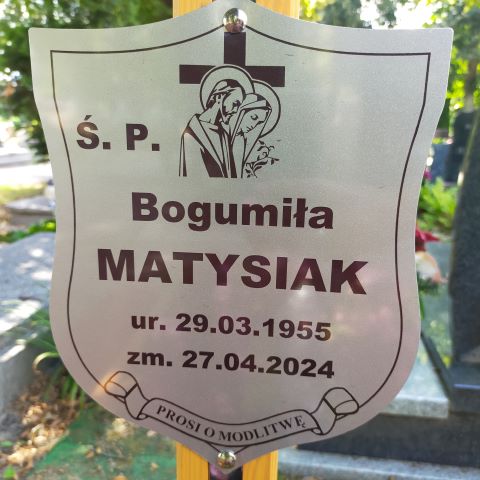 Ś. P.
Bogumiła
MATYSIAK
ur. 29.03.1955
zm. 27.04.2024
PROSI O MODLITWĘ